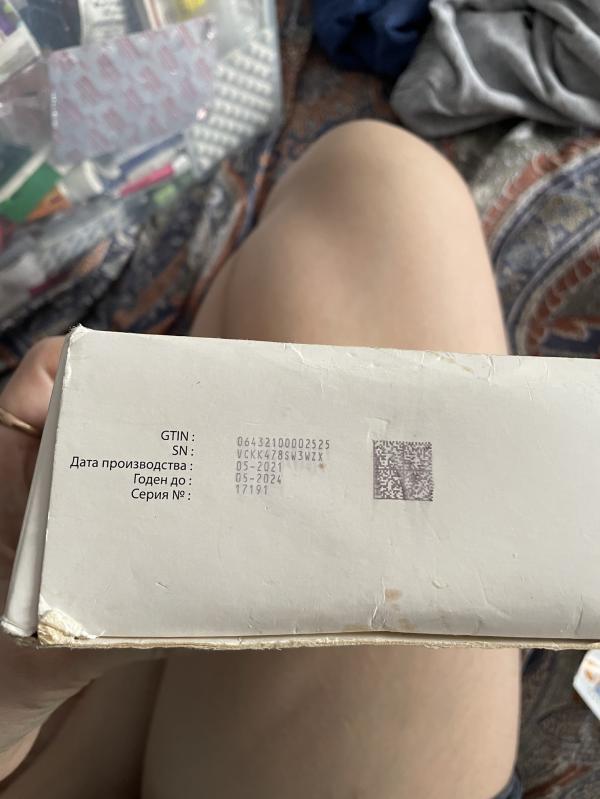 GTIN : 06432100002525
SN : VCKK478SW3WZX
Дата производства : 05-2021
Годен до : 05-2024
Серия № : 17191